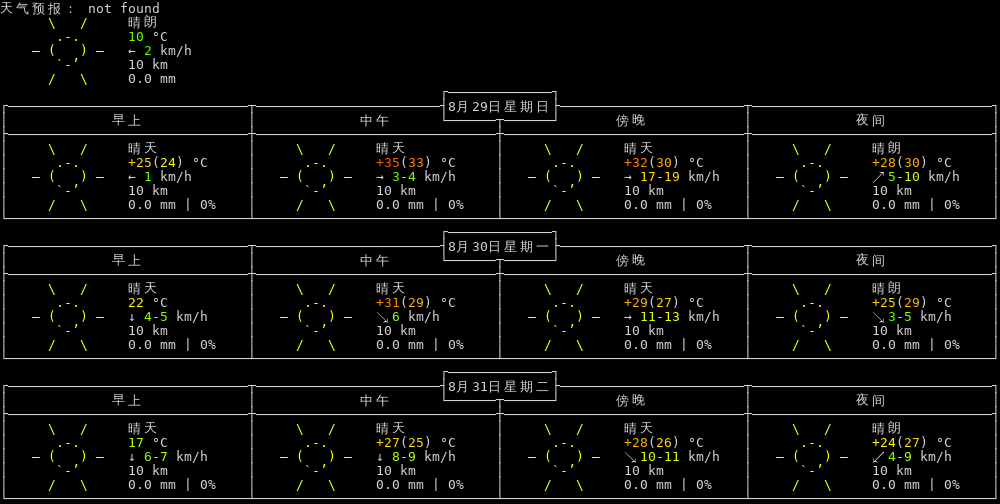 天气预报： not found
晴朗
10 °C
← 2 km/h
10 km
0.0 mm
8月29日星期日
早上 中午 傍晚 夜间
晴天 晴天 晴天 晴朗
+25(24) °C +35(33) °C +32(30) °C +28(30) °C
← 1 km/h → 3-4 km/h → 17-19 km/h ↗ 5-10 km/h
10 km 10 km 10 km 10 km
0.0 mm | 0% 0.0 mm | 0% 0.0 mm | 0% 0.0 mm | 0%
8月30日星期一
早上 中午 傍晚 夜间
晴天 晴天 晴天 晴朗
22 °C +31(29) °C +29(27) °C +25(29) °C
↓ 4-5 km/h ↘ 6 km/h → 11-13 km/h ↘ 3-5 km/h
10 km 10 km 10 km 10 km
0.0 mm | 0% 0.0 mm | 0% 0.0 mm | 0% 0.0 mm | 0%
8月31日星期二
早上 中午 傍晚 夜间
晴天 晴天 晴天 晴朗
17 °C +27(25) °C +28(26) °C +24(27) °C
↓ 6-7 km/h ↓ 8-9 km/h ↘ 10-11 km/h ↙ 4-9 km/h
10 km 10 km 10 km 10 km
0.0 mm | 0% 0.0 mm | 0% 0.0 mm | 0% 0.0 mm | 0%